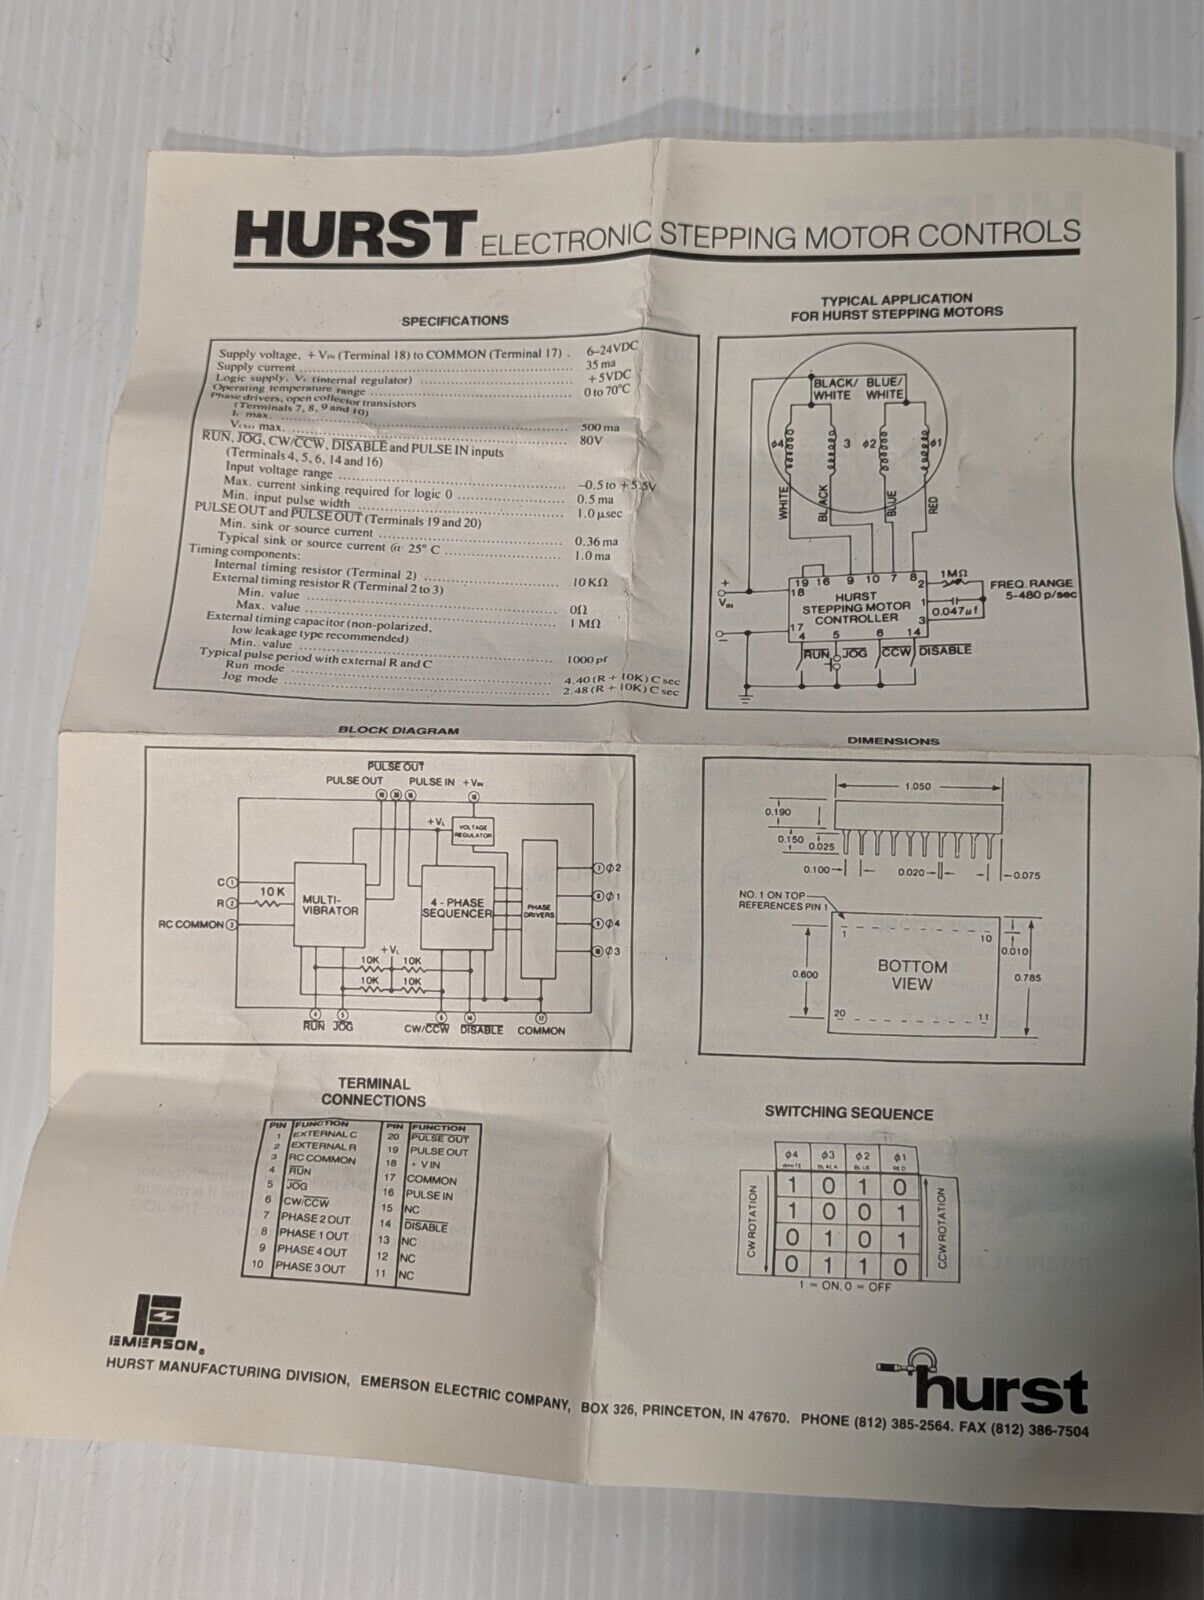 HURST ELECTRONIC STEPPING MOTOR CONTROLS
SPECIFICATIONS
Supply voltage, + VIN (Terminal 18) to COMMON (Terminal 17) . 6–24VDC
Supply current 35 ma
Logic supply, VL (internal regulator) +5VDC
Operating temperature range 0 to 70°C
Phase drivers, open collector transistors
(Terminals 7, 8, 9 and 10)
IC max. 500 ma
VCEO max. 80V
RUN, JOG, CW/CCW, DISABLE and PULSE IN inputs
(Terminals 4, 5, 6, 14 and 16)
Input voltage range –0.5 to +5.5V
Max. current sinking required for logic 0 0.5 ma
Min. input pulse width 1.0 µsec
PULSE OUT and PULSE OUT (Terminals 19 and 20)
Min. sink or source current 0.36 ma
Typical sink or source current @ 25° C 1.0 ma
Timing components:
Internal timing resistor (Terminal 2) 10 KΩ
External timing resistor R (Terminal 2 to 3)
Min. value 0Ω
Max. value 1 MΩ
External timing capacitor (non-polarized,
low leakage type recommended)
Min. value 1000 pf
Typical pulse period with external R and C
Run mode 4.40 (R + 10K) C sec
Jog mode 2.48 (R + 10K) C sec
TYPICAL APPLICATION
FOR HURST STEPPING MOTORS
BLACK/ BLUE/
WHITE WHITE
ϕ4 3 ϕ2 ϕ1
WHITE BLACK BLUE RED
+
VIN
–
19 16 9 10 7 8 2
18
HURST
STEPPING MOTOR
CONTROLLER
1
3
17
4 5 6 14
1MΩ
0.047µf
FREQ. RANGE
5-480 p/sec
RUN JOG CCW DISABLE
BLOCK DIAGRAM
PULSE OUT
PULSE OUT PULSE IN +VIN
19 20 16 18
+VL
VOLTAGE
REGULATOR
C 1
R 2
10 K
RC COMMON 3
MULTI-
VIBRATOR
4 - PHASE
SEQUENCER
PHASE
DRIVERS
7 ϕ2
8 ϕ1
9 ϕ4
10 ϕ3
+VL
10K 10K
10K 10K
4 5 6 14 17
RUN JOG CW/CCW DISABLE COMMON
DIMENSIONS
1.050
0.190
0.150
0.025
0.100 0.020 0.075
NO. 1 ON TOP
REFERENCES PIN 1
1 10
0.010
0.600
BOTTOM
VIEW
0.785
20 11
TERMINAL
CONNECTIONS
PIN FUNCTION PIN FUNCTION
1 EXTERNAL C 20 PULSE OUT
2 EXTERNAL R 19 PULSE OUT
3 RC COMMON 18 + V IN
4 RUN 17 COMMON
5 JOG 16 PULSE IN
6 CW/CCW 15 NC
7 PHASE 2 OUT 14 DISABLE
8 PHASE 1 OUT 13 NC
9 PHASE 4 OUT 12 NC
10 PHASE 3 OUT 11 NC
SWITCHING SEQUENCE
ϕ4 ϕ3 ϕ2 ϕ1
WHITE BLACK BLUE RED
1 0 1 0
1 0 0 1
0 1 0 1
0 1 1 0
CW ROTATION
CCW ROTATION
1 = ON, 0 = OFF
EMERSON®
HURST MANUFACTURING DIVISION, EMERSON ELECTRIC COMPANY, BOX 326, PRINCETON, IN 47670. PHONE (812) 385-2564. FAX (812) 386-7504
hurst